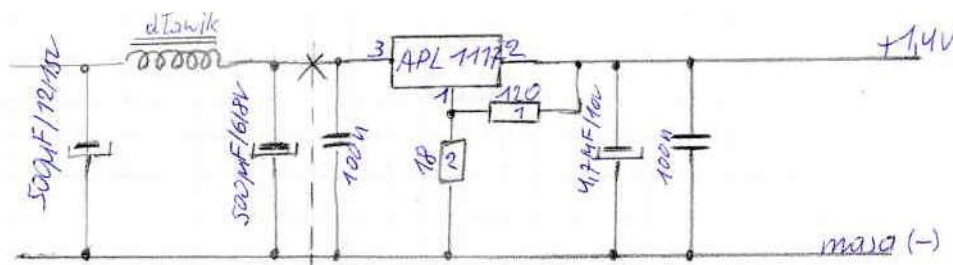 dławik
+1,4V
3
APL 1117
2
1
120
1
500µF/12/15V
500µF/6/8V
100n
18
2
4,7µF/10V
100n
masa (-)